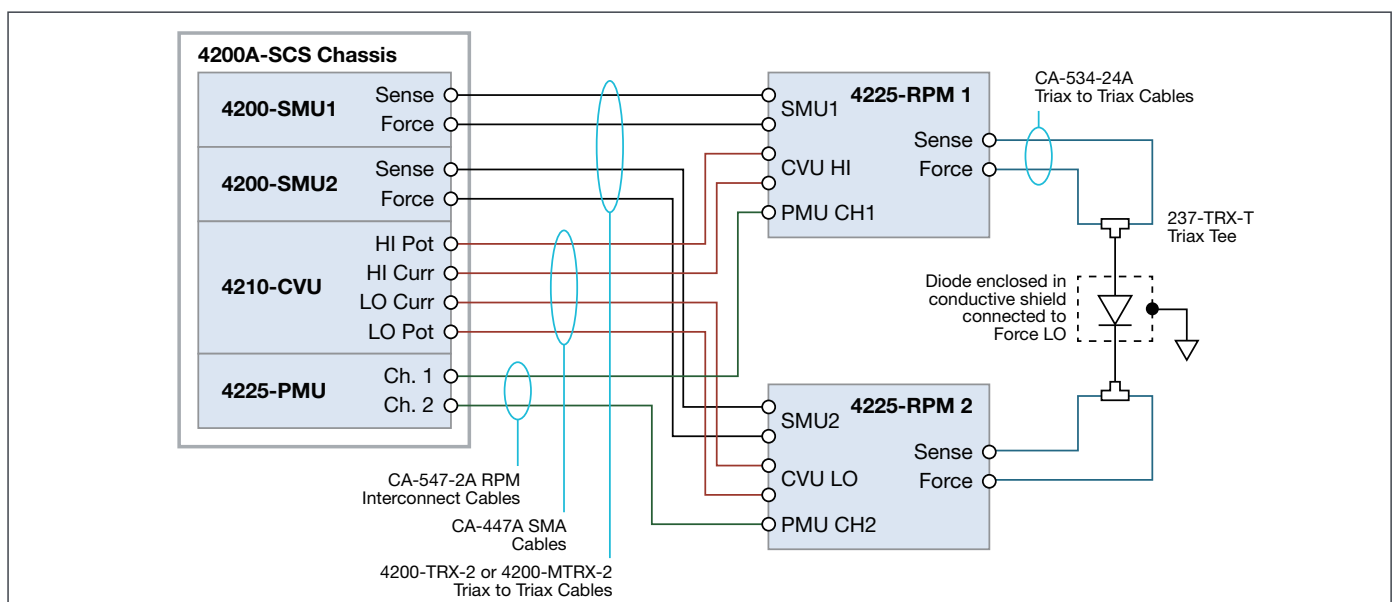 4200A-SCS Chassis
4200-SMU1
Sense
Force
4200-SMU2
Sense
Force
4210-CVU
HI Pot
HI Curr
LO Curr
LO Pot
4225-PMU
Ch. 1
Ch. 2
CA-547-2A RPM
Interconnect Cables
CA-447A SMA
Cables
4200-TRX-2 or 4200-MTRX-2
Triax to Triax Cables
4225-RPM 1
SMU1
CVU HI
PMU CH1
Sense
Force
CA-534-24A
Triax to Triax Cables
237-TRX-T
Triax Tee
Diode enclosed in
conductive shield
connected to
Force LO
4225-RPM 2
SMU2
CVU LO
PMU CH2
Sense
Force